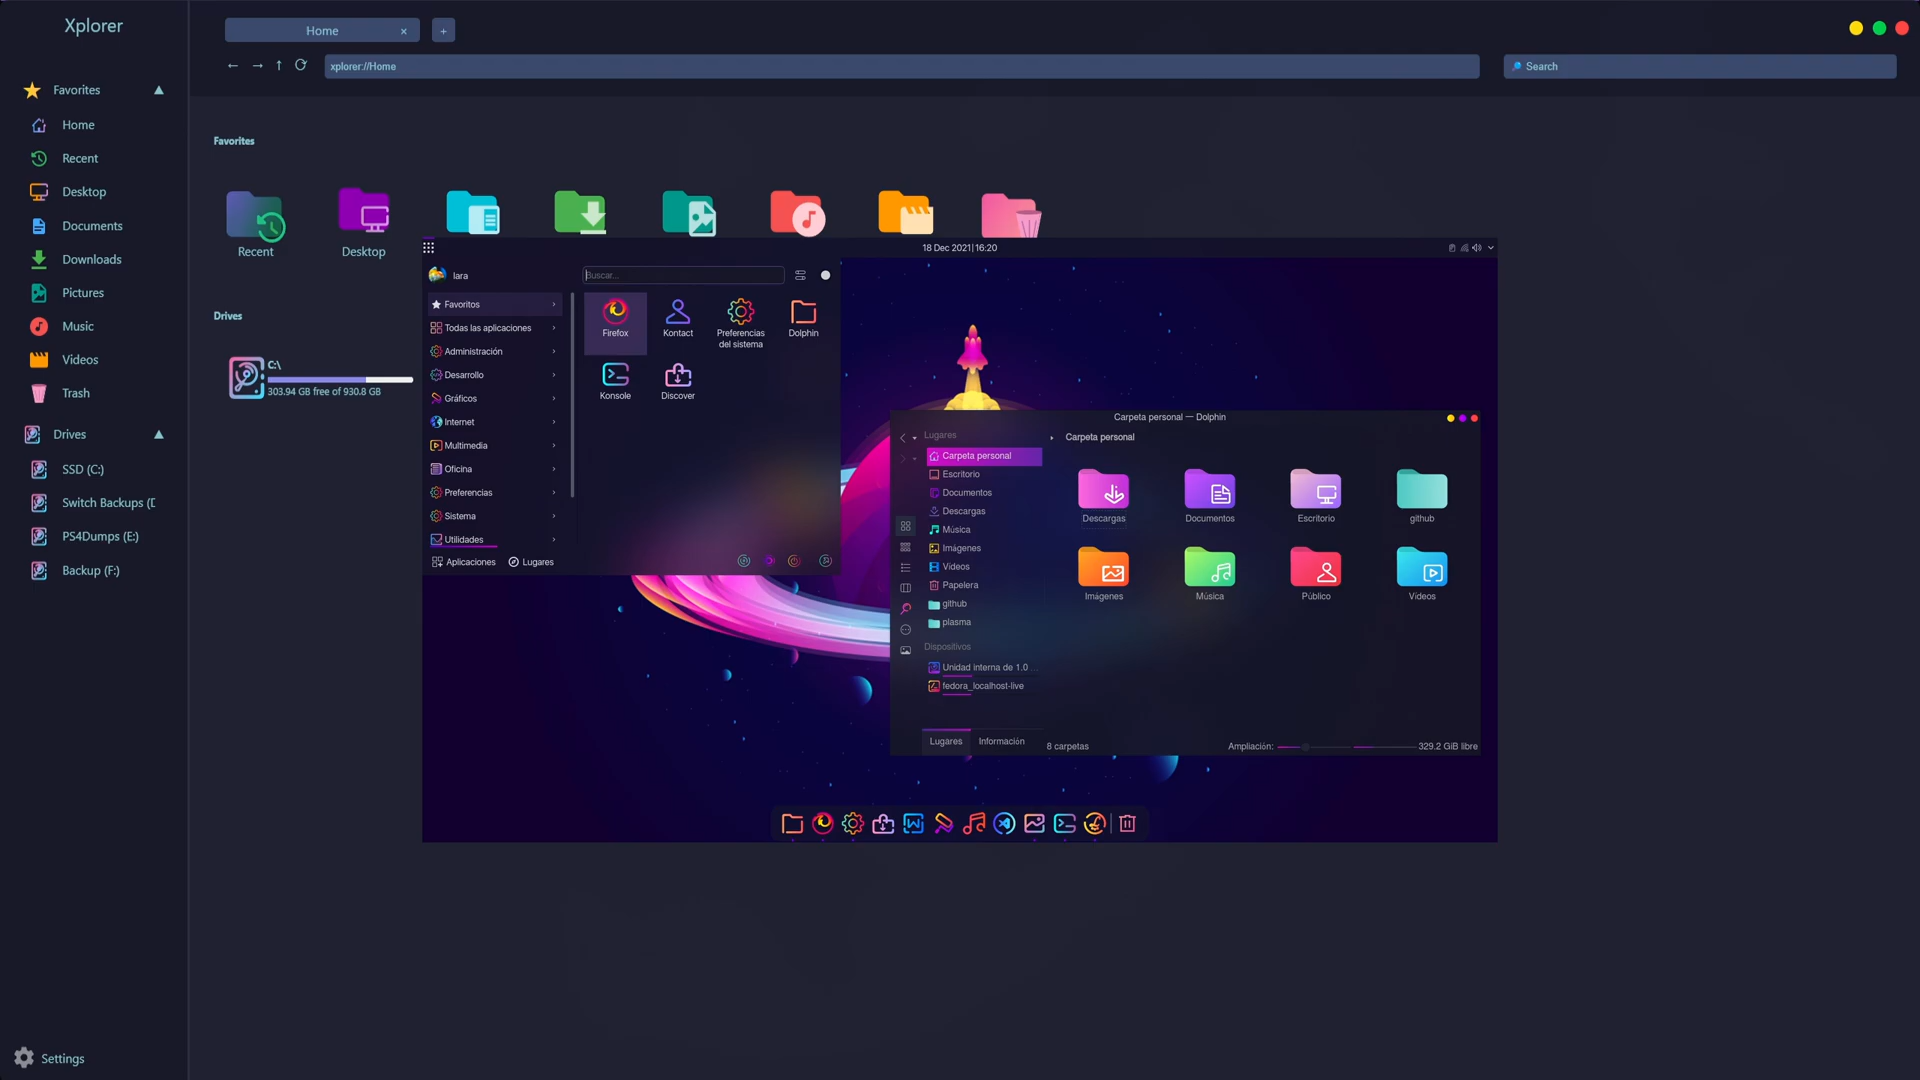 Xplorer
Home
xplorer://Home
Search
Favorites
Home
Recent
Desktop
Documents
Downloads
Pictures
Music
Videos
Trash
Drives
SSD (C:)
Switch Backups (D
PS4Dumps (E:)
Backup (F:)
Settings
Favorites
Recent
Desktop
Drives
C:\
303.94 GB free of 930.8 GB
18 Dec 2021|16:20
lara
Buscar...
Favoritos
Todas las aplicaciones
Administración
Desarrollo
Gráficos
Internet
Multimedia
Oficina
Preferencias
Sistema
Utilidades
Aplicaciones
Lugares
Firefox
Kontact
Preferencias
del sistema
Dolphin
Konsole
Discover
Carpeta personal — Dolphin
Lugares
Carpeta personal
Escritorio
Documentos
Descargas
Música
Imágenes
Vídeos
Papelera
github
plasma
Dispositivos
Unidad interna de 1.0 ...
fedora_localhost-live
Lugares
Información
Carpeta personal
Descargas
Documentos
Escritorio
github
Imágenes
Música
Público
Vídeos
8 carpetas
Ampliación:
329.2 GiB libre